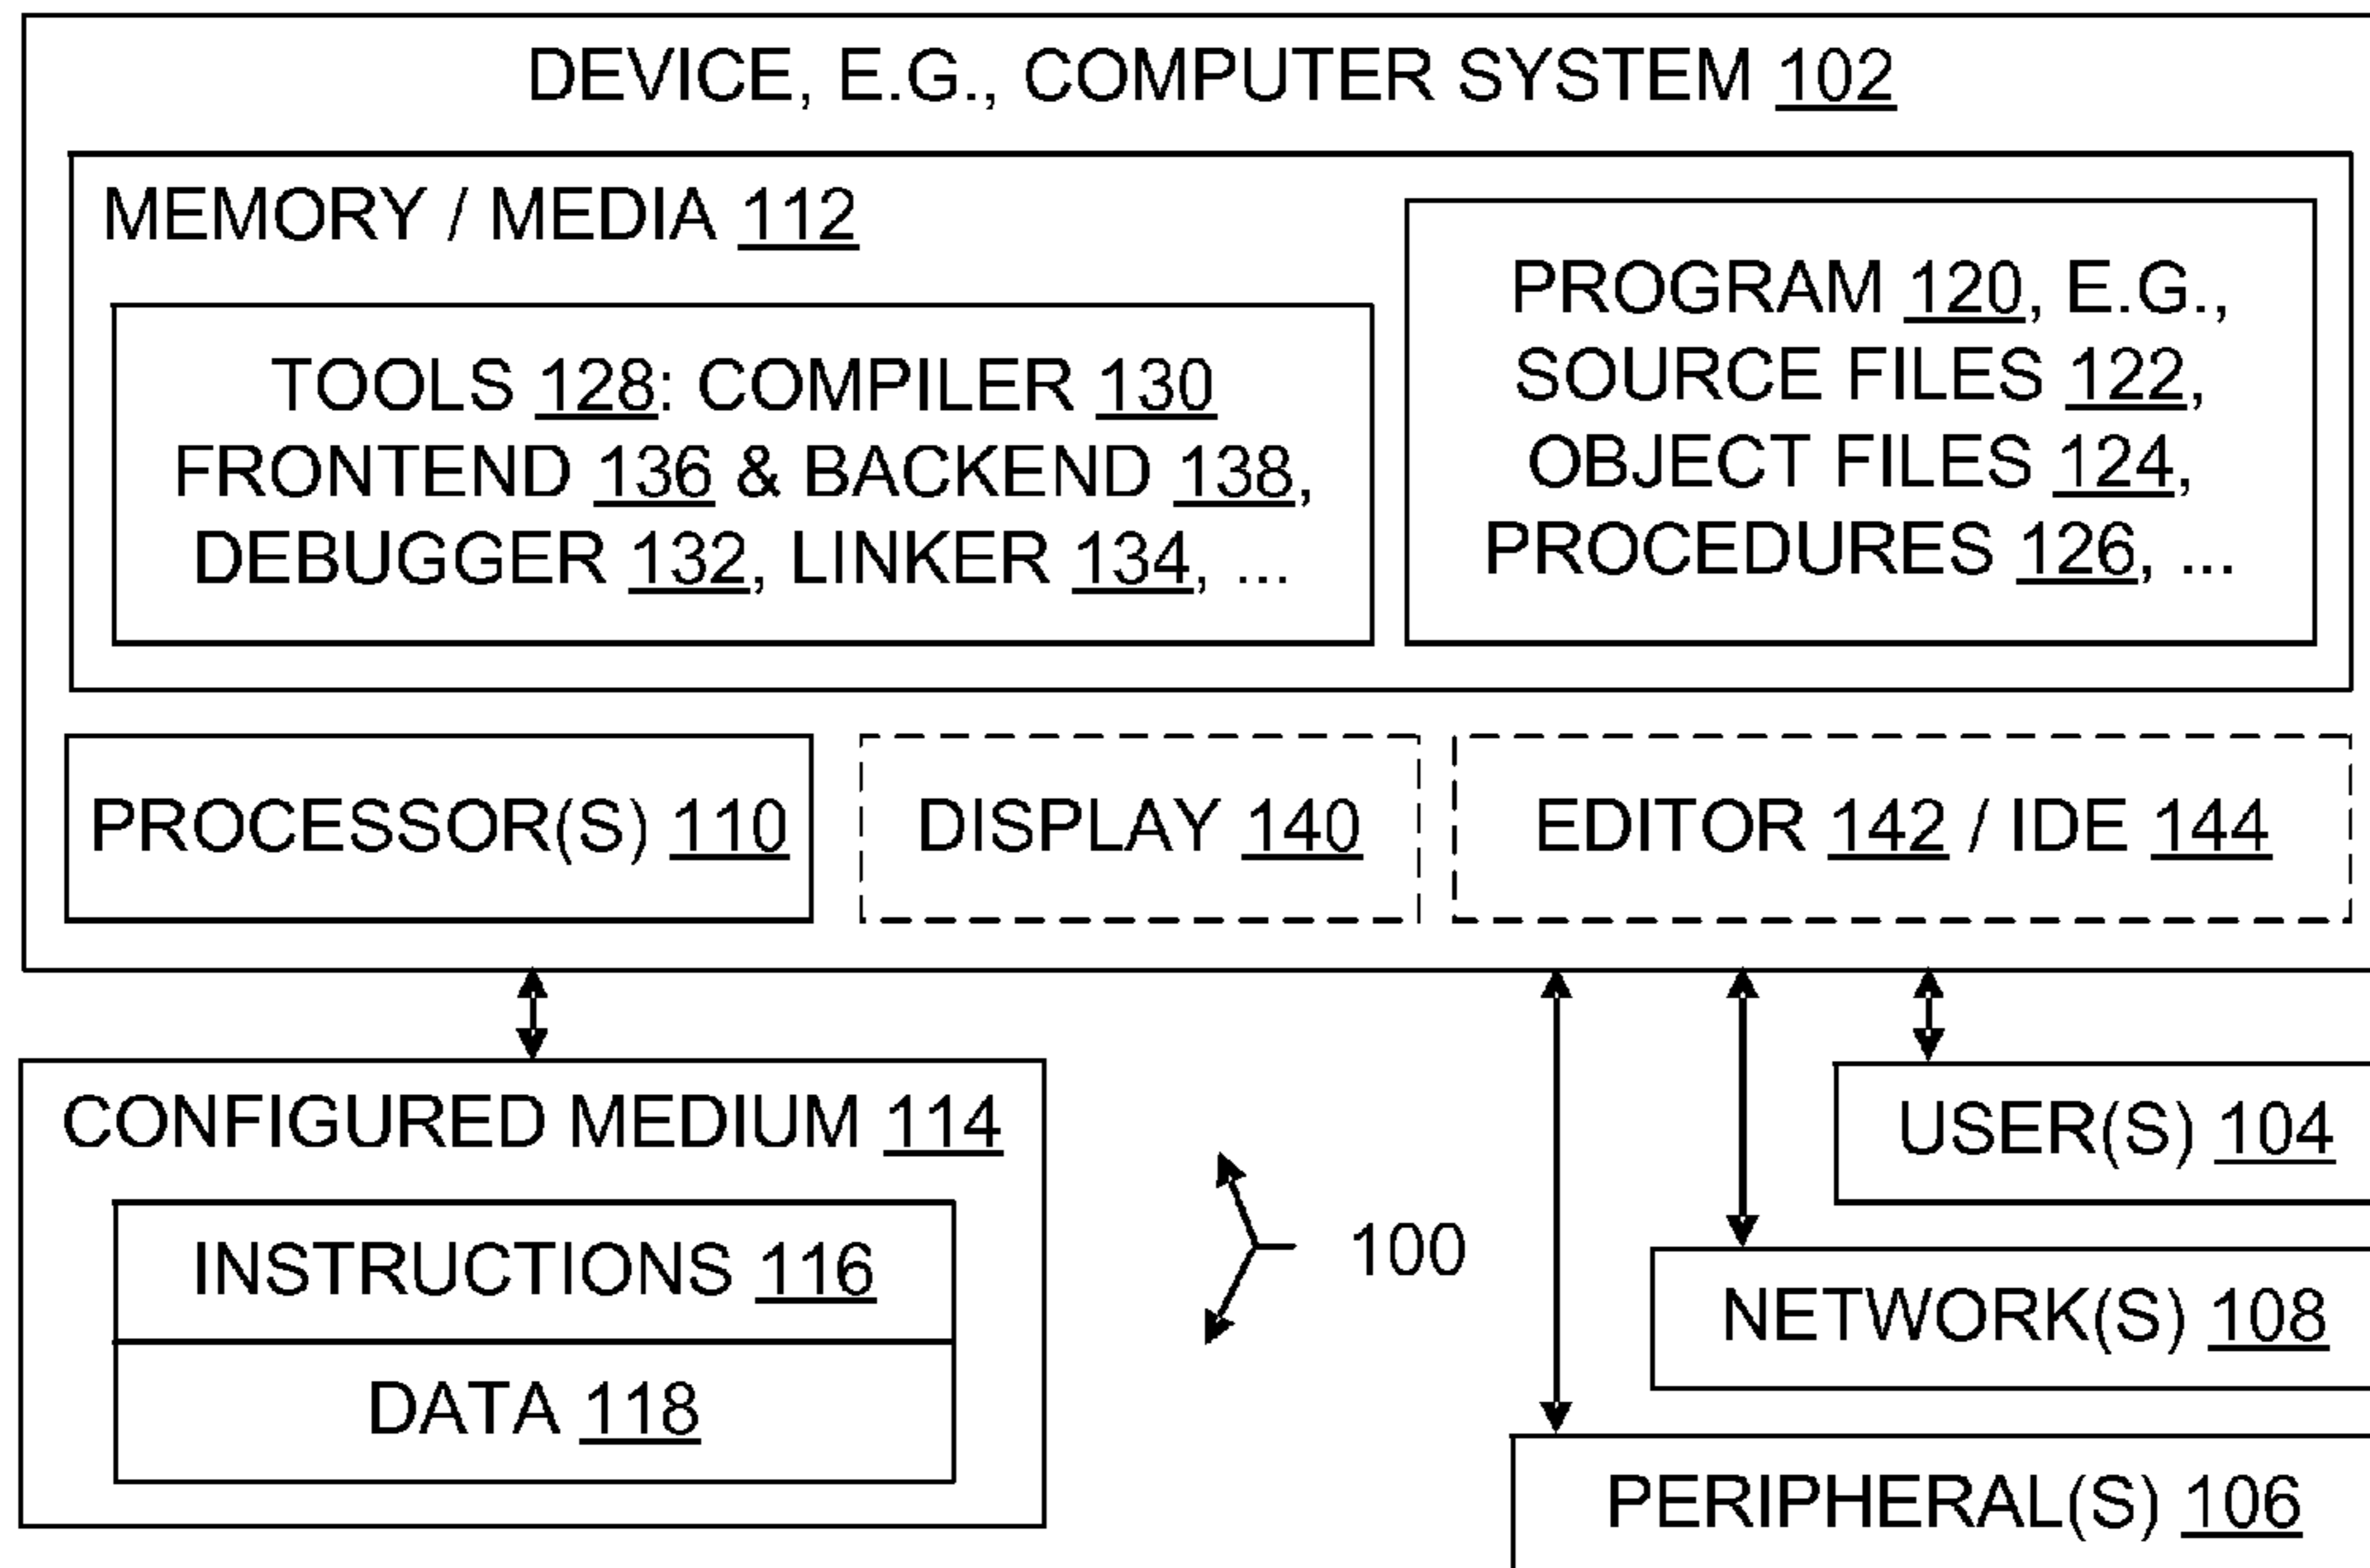 DEVICE, E.G., COMPUTER SYSTEM 102
MEMORY / MEDIA 112
TOOLS 128: COMPILER 130
FRONTEND 136 & BACKEND 138,
DEBUGGER 132, LINKER 134, ...
PROGRAM 120, E.G.,
SOURCE FILES 122,
OBJECT FILES 124,
PROCEDURES 126, ...
PROCESSOR(S) 110
DISPLAY 140
EDITOR 142 / IDE 144
CONFIGURED MEDIUM 114
INSTRUCTIONS 116
DATA 118
100
USER(S) 104
NETWORK(S) 108
PERIPHERAL(S) 106